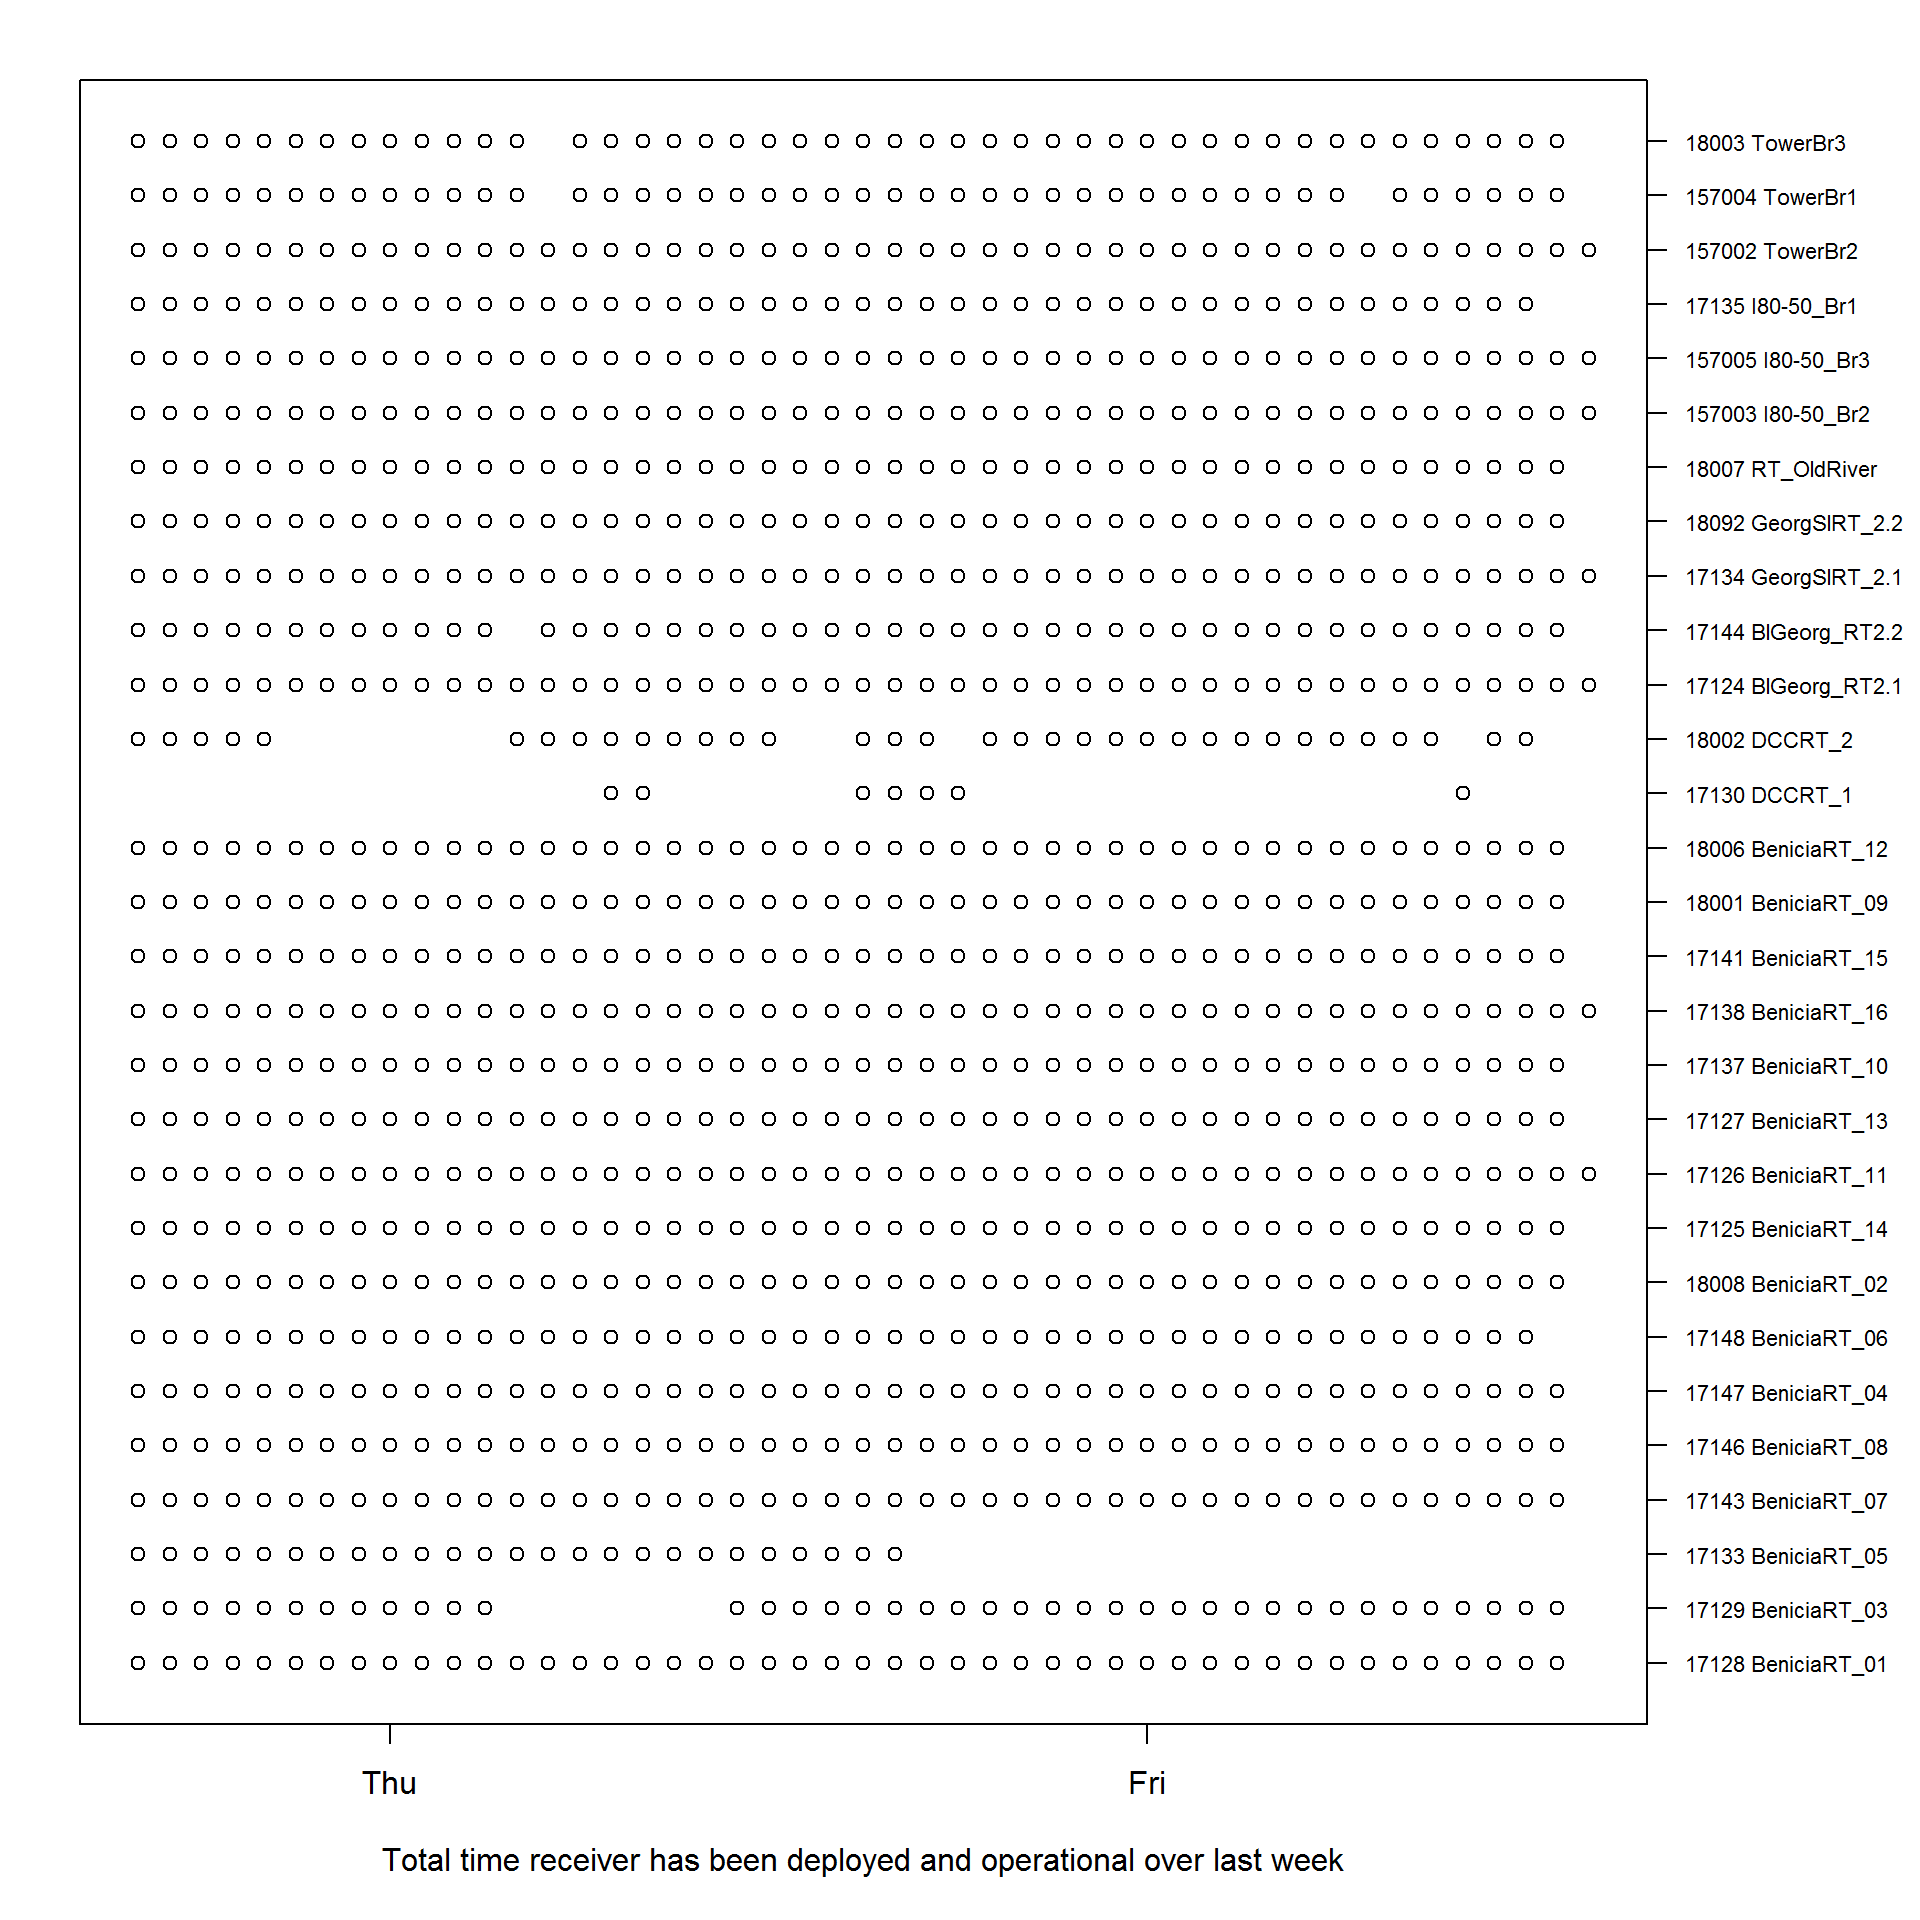 18003 TowerBr3
157004 TowerBr1
157002 TowerBr2
17135 I80-50_Br1
157005 I80-50_Br3
157003 I80-50_Br2
18007 RT_OldRiver
18092 GeorgSlRT_2.2
17134 GeorgSlRT_2.1
17144 BlGeorg_RT2.2
17124 BlGeorg_RT2.1
18002 DCCRT_2
17130 DCCRT_1
18006 BeniciaRT_12
18001 BeniciaRT_09
17141 BeniciaRT_15
17138 BeniciaRT_16
17137 BeniciaRT_10
17127 BeniciaRT_13
17126 BeniciaRT_11
17125 BeniciaRT_14
18008 BeniciaRT_02
17148 BeniciaRT_06
17147 BeniciaRT_04
17146 BeniciaRT_08
17143 BeniciaRT_07
17133 BeniciaRT_05
17129 BeniciaRT_03
17128 BeniciaRT_01
Thu Fri
Total time receiver has been deployed and operational over last week